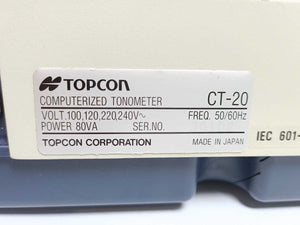 TOPCON
COMPUTERIZED TONOMETER CT-20
VOLT.100,120,220,240V~ FREQ. 50/60Hz
POWER 80VA SER.NO.
TOPCON CORPORATION MADE IN JAPAN
IEC 601-